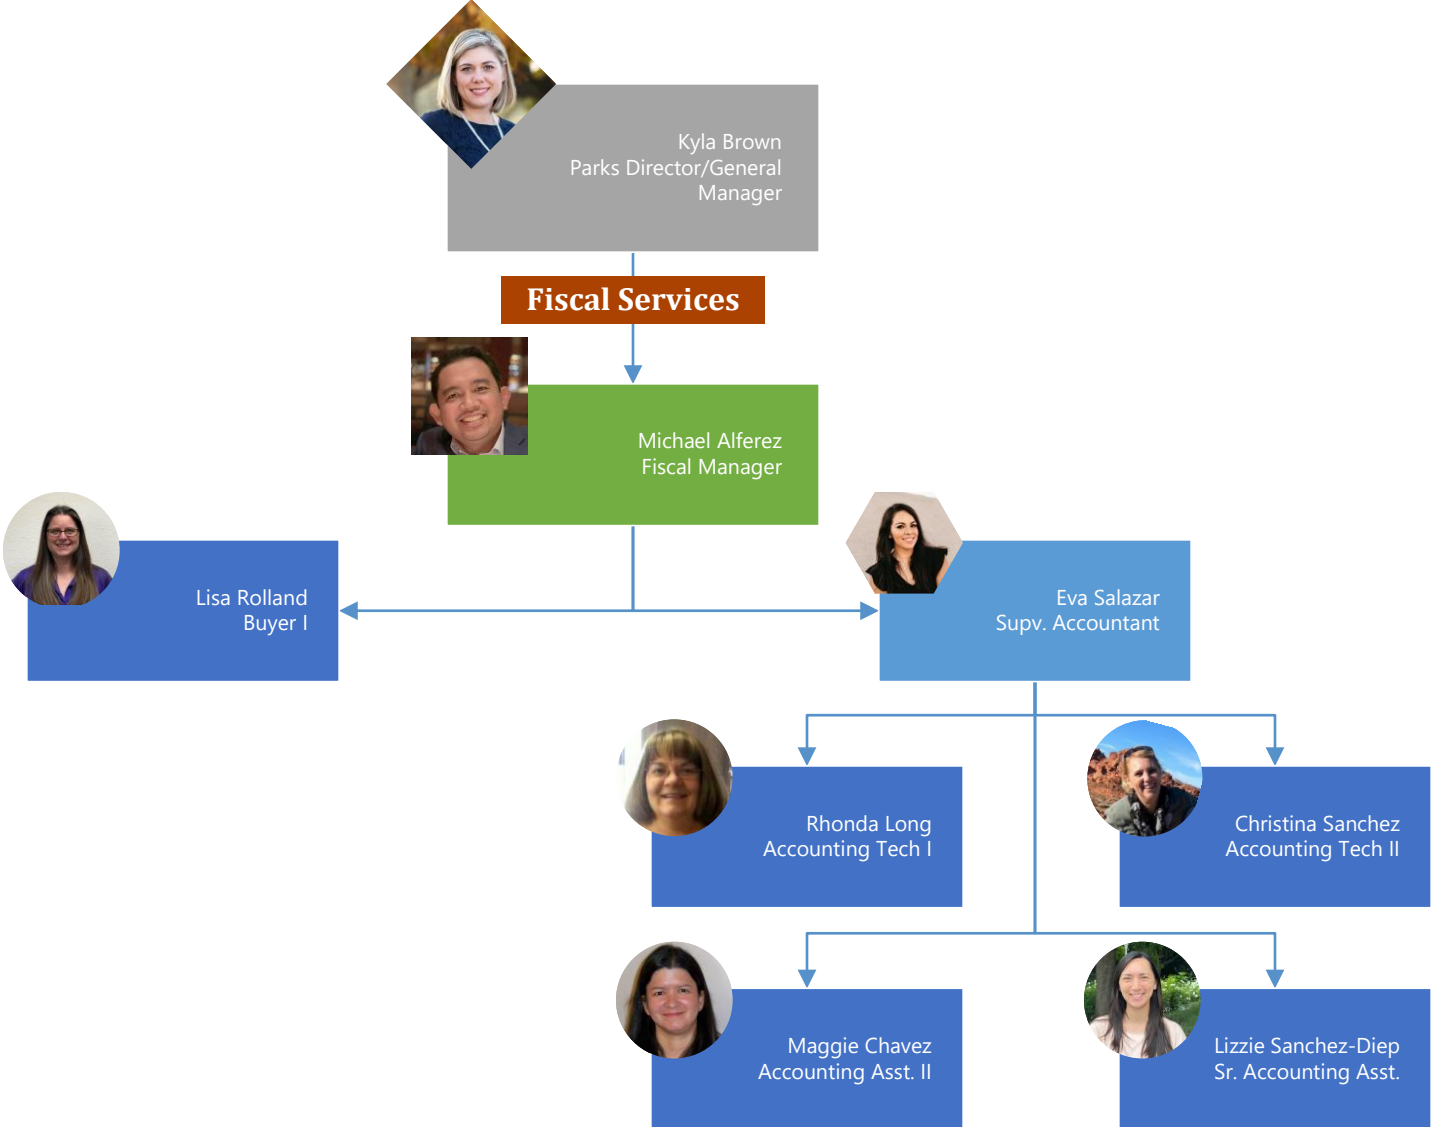 Kyla Brown
Parks Director/General
Manager
Fiscal Services
Michael Alferez
Fiscal Manager
Lisa Rolland
Buyer I
Eva Salazar
Supv. Accountant
Rhonda Long
Accounting Tech I
Christina Sanchez
Accounting Tech II
Maggie Chavez
Accounting Asst. II
Lizzie Sanchez-Diep
Sr. Accounting Asst.